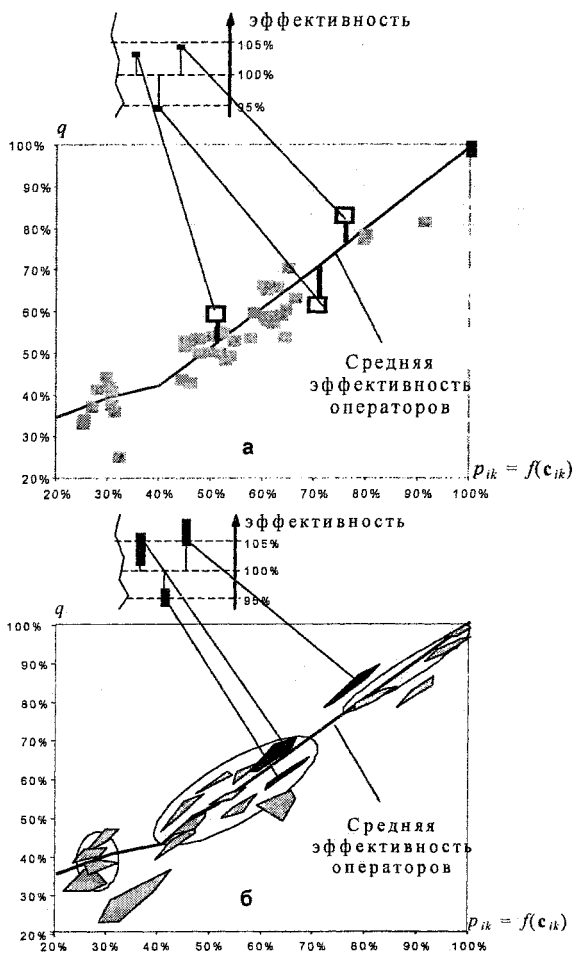 эффективность
105%
100%
95%
q
100%
90%
80%
70%
60%
50%
40%
30%
20%
Средняя
эффективность
операторов
а
p_ik = f(c_ik)
20% 30% 40% 50% 60% 70% 80% 90% 100%
эффективность
105%
100%
95%
q
100%
90%
80%
70%
60%
50%
40%
30%
20%
Средняя
эффективность
операторов
б
p_ik = f(c_ik)
20% 30% 40% 50% 60% 70% 80% 90% 100%